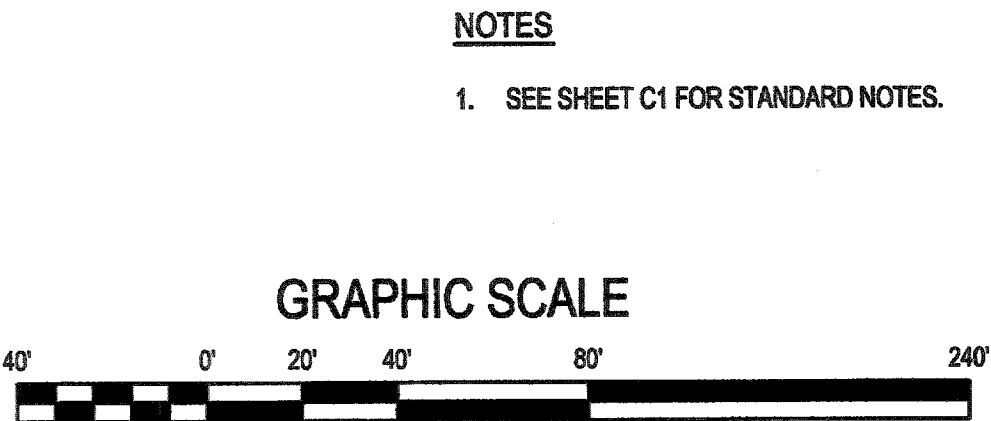 NOTES
1. SEE SHEET C1 FOR STANDARD NOTES.
GRAPHIC SCALE
40' 0' 20' 40' 80' 240'